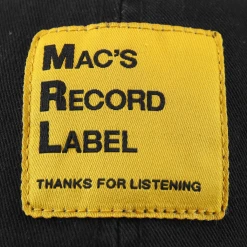 MAC'S
RECORD
LABEL
THANKS FOR LISTENING